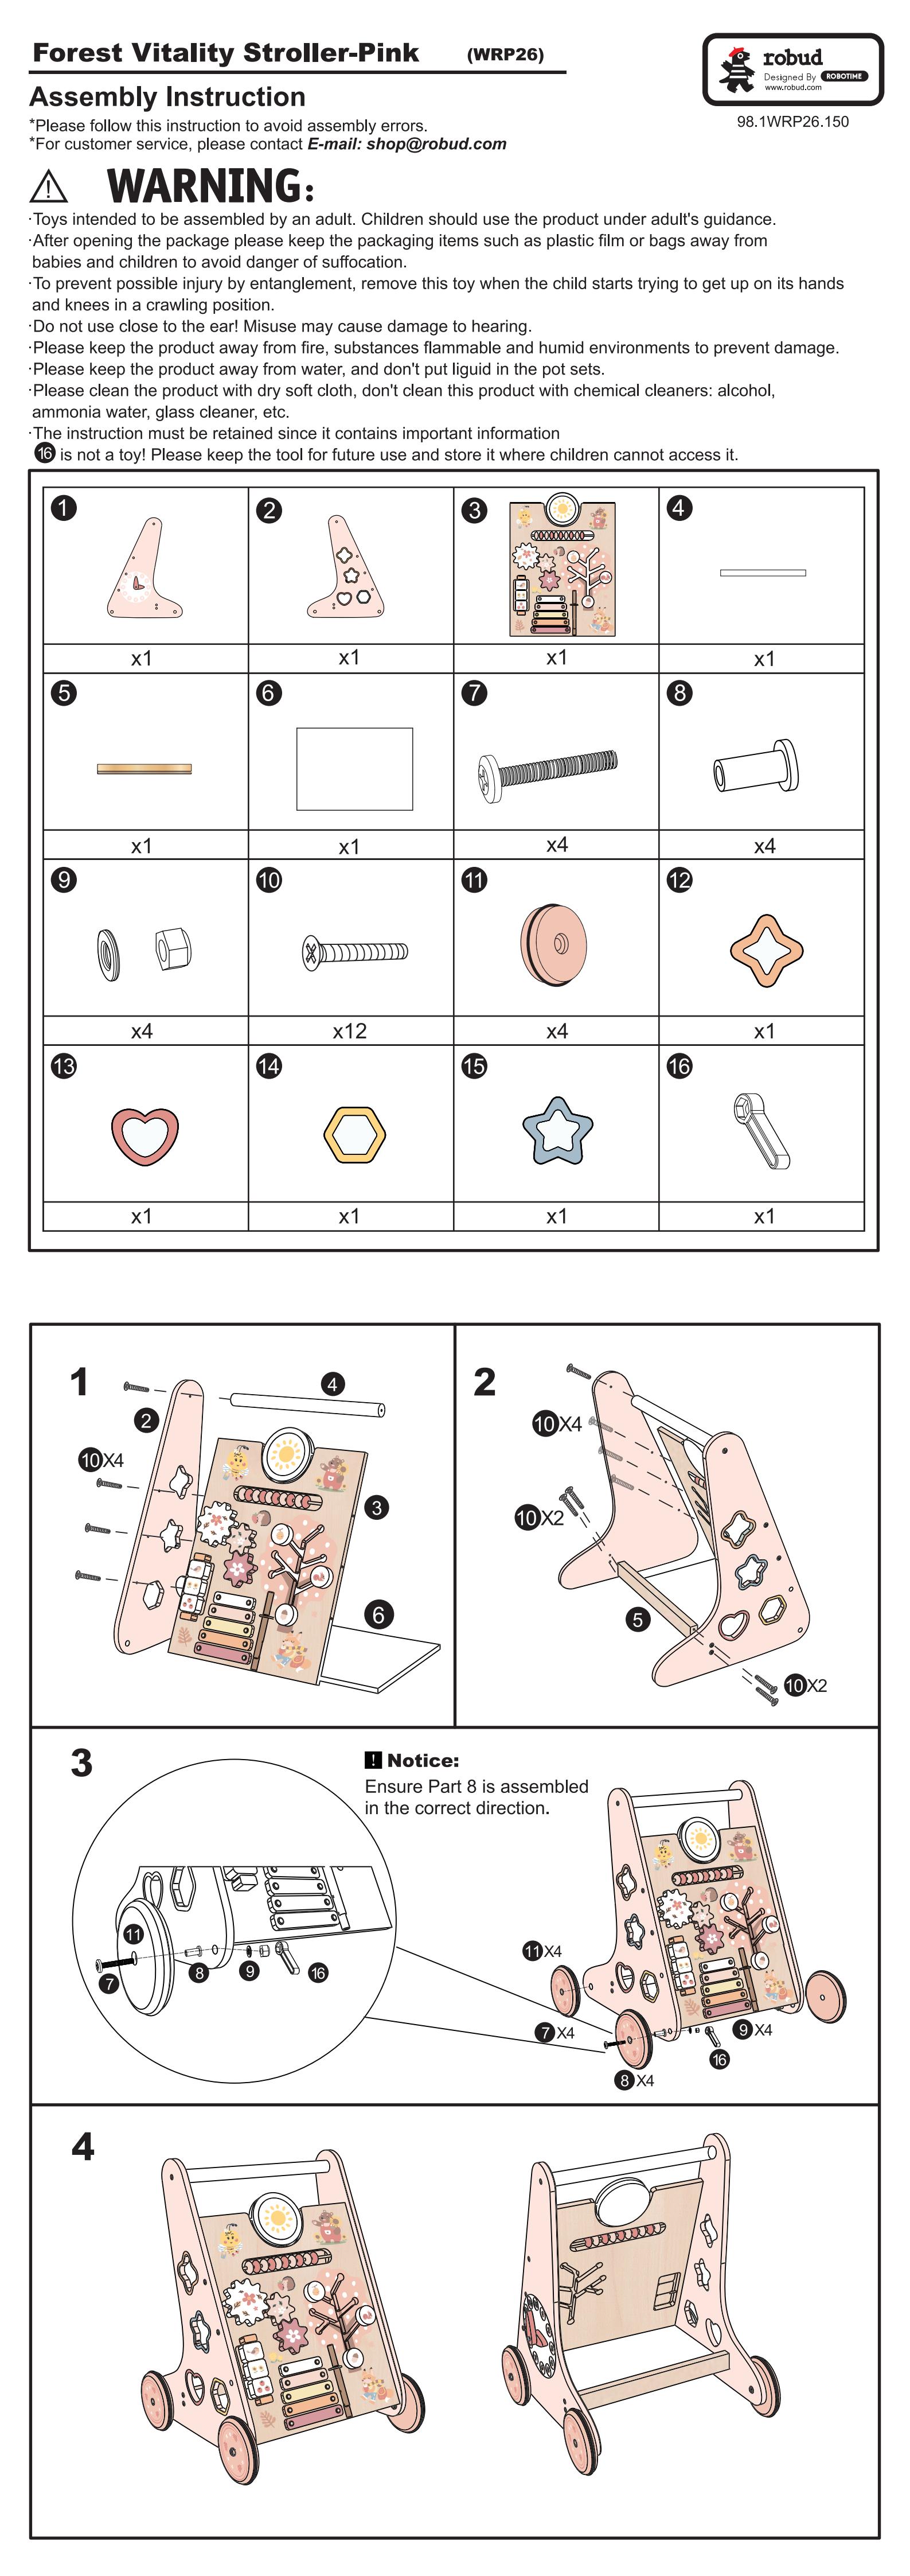 Forest Vitality Stroller-Pink (WRP26)
robud
Designed By ROBOTIME
www.robud.com
98.1WRP26.150
Assembly Instruction
*Please follow this instruction to avoid assembly errors.
*For customer service, please contact E-mail: shop@robud.com
WARNING:
·Toys intended to be assembled by an adult. Children should use the product under adult's guidance.
·After opening the package please keep the packaging items such as plastic film or bags away from
babies and children to avoid danger of suffocation.
·To prevent possible injury by entanglement, remove this toy when the child starts trying to get up on its hands
and knees in a crawling position.
·Do not use close to the ear! Misuse may cause damage to hearing.
·Please keep the product away from fire, substances flammable and humid environments to prevent damage.
·Please keep the product away from water, and don't put liguid in the pot sets.
·Please clean the product with dry soft cloth, don't clean this product with chemical cleaners: alcohol,
ammonia water, glass cleaner, etc.
·The instruction must be retained since it contains important information
16 is not a toy! Please keep the tool for future use and store it where children cannot access it.
1 2 3 4
x1 x1 x1 x1
5 6 7 8
x1 x1 x4 x4
9 10 11 12
x4 x12 x4 x1
13 14 15 16
x1 x1 x1 x1
1
4
2
10X4
3
6
2
10X4
10X2
5
10X2
3
! Notice:
Ensure Part 8 is assembled
in the correct direction.
11
7
8
9
16
11X4
7X4
9X4
16
8X4
4